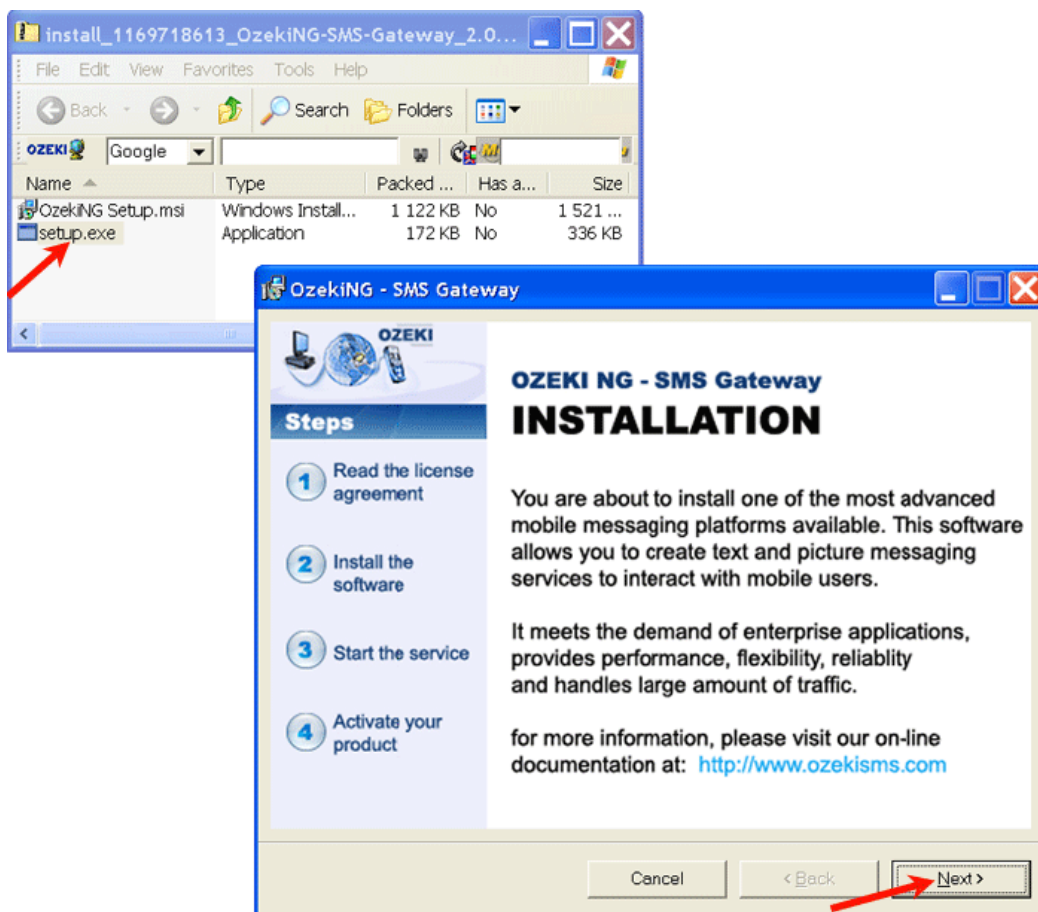 install_1169718613_OzekiNG-SMS-Gateway_2.0...
File Edit View Favorites Tools Help
Back Search Folders
OZEKI Google
Name Type Packed ... Has a... Size
OzekiNG Setup.msi Windows Install... 1 122 KB No 1 521 ...
setup.exe Application 172 KB No 336 KB
OzekiNG - SMS Gateway
OZEKI
Steps
1 Read the license
agreement
2 Install the
software
3 Start the service
4 Activate your
product
OZEKI NG - SMS Gateway
INSTALLATION
You are about to install one of the most advanced
mobile messaging platforms available. This software
allows you to create text and picture messaging
services to interact with mobile users.
It meets the demand of enterprise applications,
provides performance, flexibility, reliablity
and handles large amount of traffic.
for more information, please visit our on-line
documentation at: http://www.ozekisms.com
Cancel < Back Next >